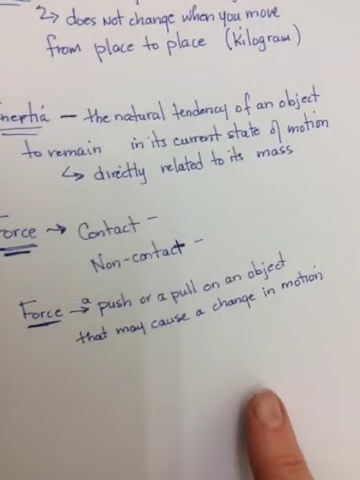 2↳ does not change when you move
from place to place (kilogram)
nertia — the natural tendency of an object
to remain in its current state of motion
↳ directly related to its mass
orce → Contact -
Non-contact -
Force → a push or a pull on an object
that may cause a change in motion